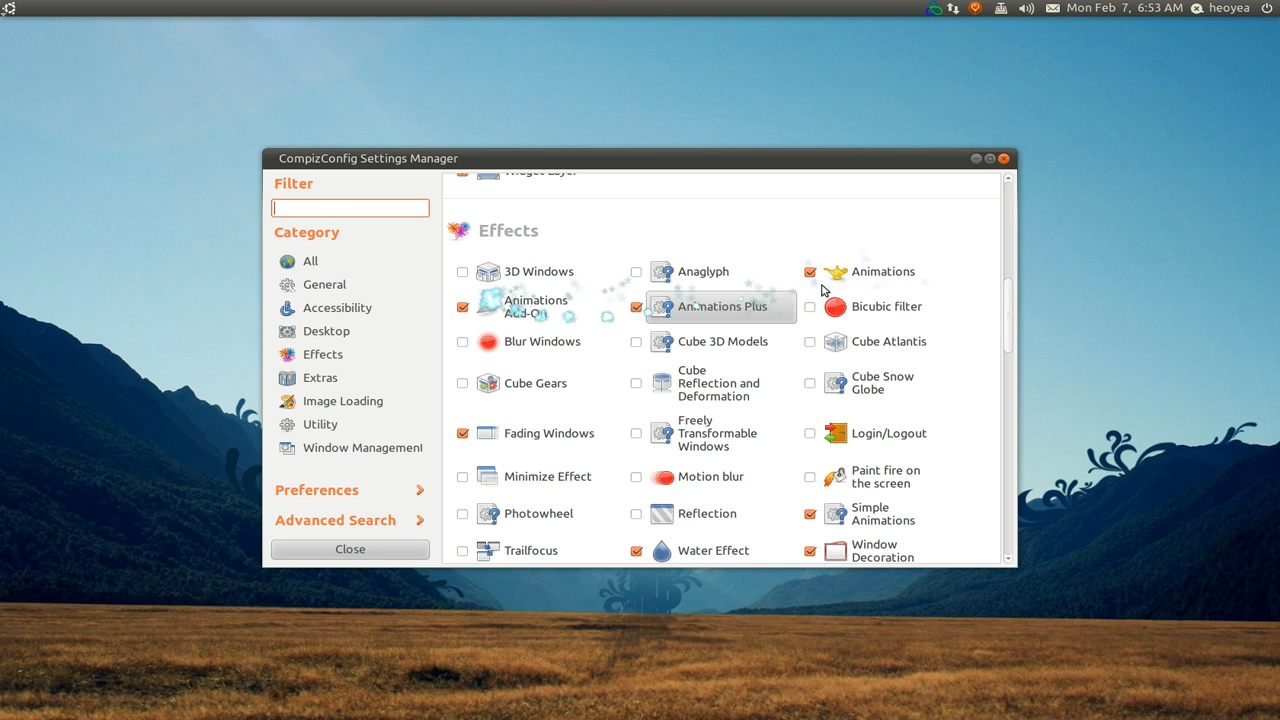 Mon Feb 7, 6:53 AM heoyea
CompizConfig Settings Manager
Filter
Category
All
General
Accessibility
Desktop
Effects
Extras
Image Loading
Utility
Window Management
Preferences
Advanced Search
Close
Widget Layer
Effects
3D Windows
Anaglyph
Animations
Animations
Add-On
Animations Plus
Bicubic filter
Blur Windows
Cube 3D Models
Cube Atlantis
Cube Gears
Cube
Reflection and
Deformation
Cube Snow
Globe
Fading Windows
Freely
Transformable
Windows
Login/Logout
Minimize Effect
Motion blur
Paint fire on
the screen
Photowheel
Reflection
Simple
Animations
Trailfocus
Water Effect
Window
Decoration